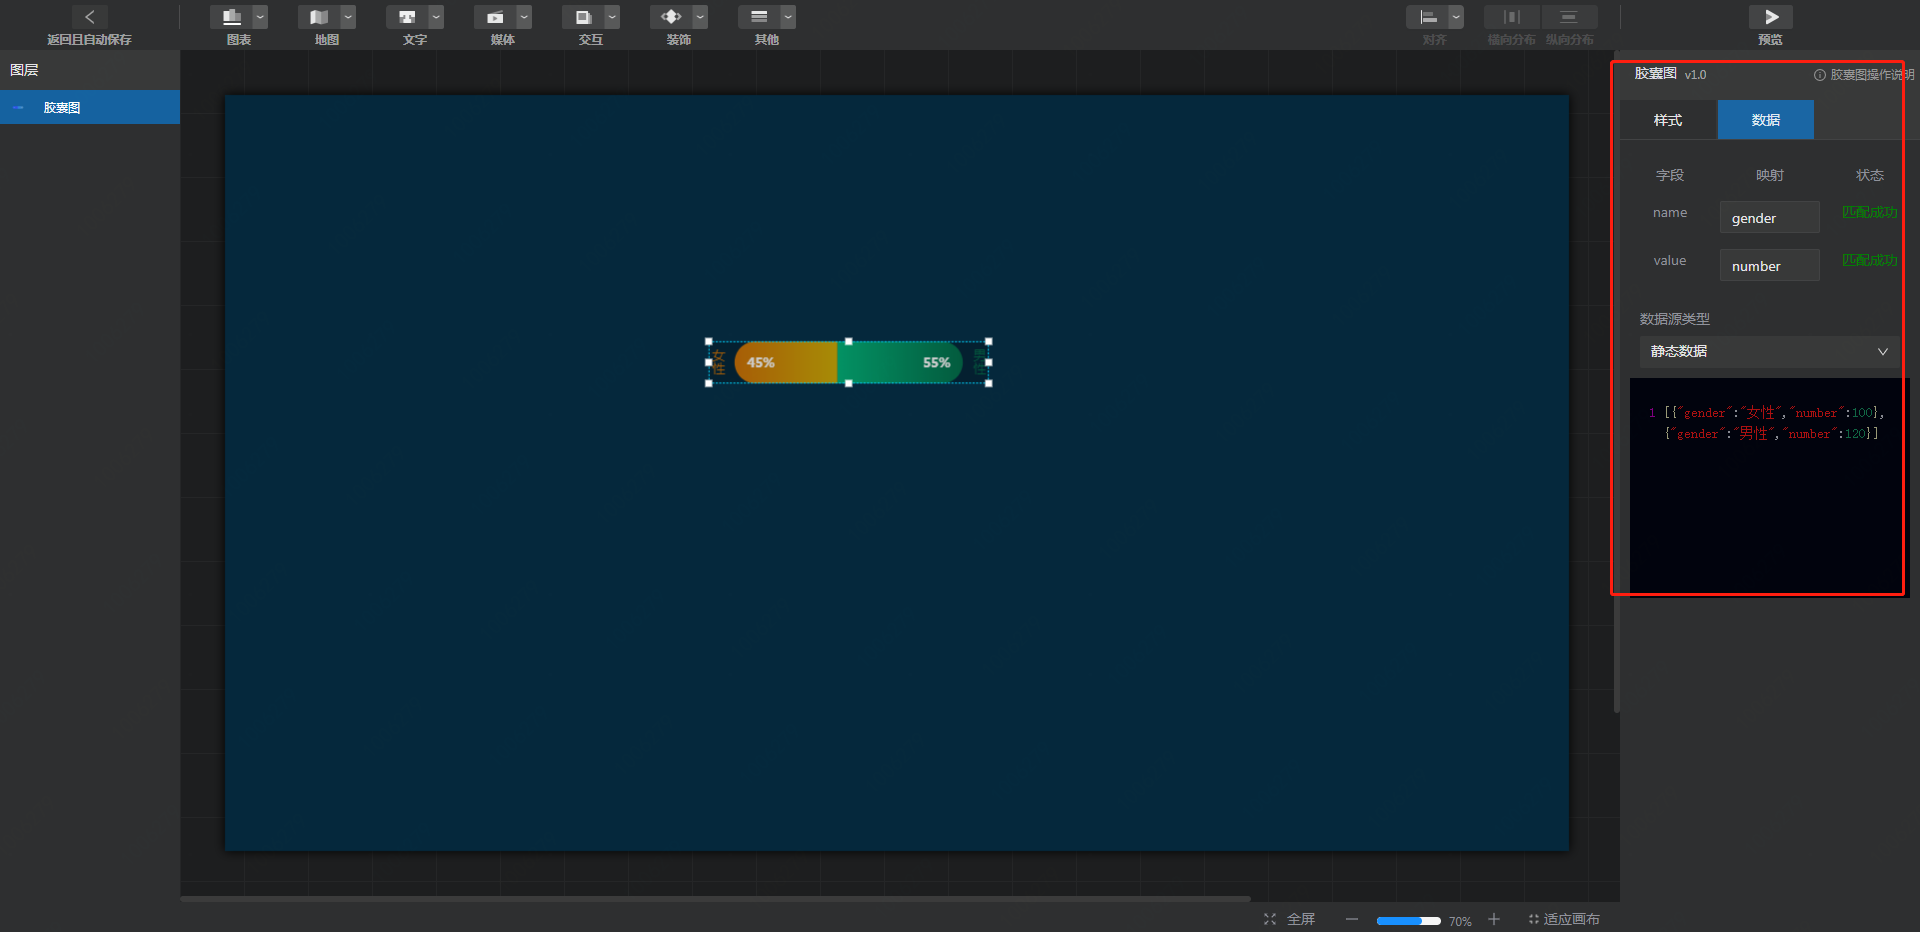 返回且自动保存
图表
地图
文字
媒体
交互
装饰
其他
对齐
横向分布
纵向分布
预览
图层
胶囊图
女性
45%
55%
男性
胶囊图 v1.0
胶囊图操作说明
样式
数据
字段 映射 状态
name gender 匹配成功
value number 匹配成功
数据源类型
静态数据
1 [{"gender":"女性","number":100},
{"gender":"男性","number":120}]
全屏
70%
适应画布